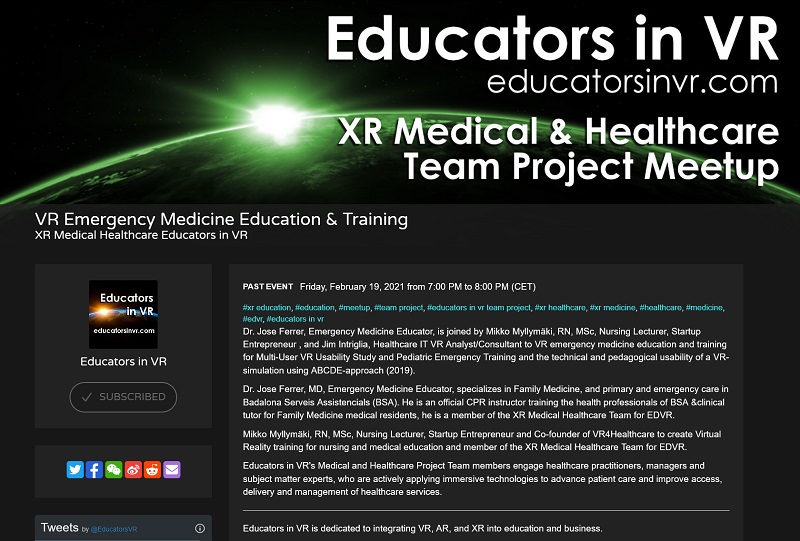 Educators in VR
educatorsinvr.com
XR Medical & Healthcare
Team Project Meetup
VR Emergency Medicine Education & Training
XR Medical Healthcare Educators in VR
Educators
in VR
educatorsinvr.com
Educators in VR
SUBSCRIBED
Tweets by @EducatorsVR
PAST EVENT Friday, February 19, 2021 from 7:00 PM to 8:00 PM (CET)
#xr education, #education, #meetup, #team project, #educators in vr team project, #xr healthcare, #xr medicine, #healthcare, #medicine,
#edvr, #educators in vr
Dr. Jose Ferrer, Emergency Medicine Educator, is joined by Mikko Myllymäki, RN, MSc, Nursing Lecturer, Startup
Entrepreneur , and Jim Intriglia, Healthcare IT VR Analyst/Consultant to VR emergency medicine education and training
for Multi-User VR Usability Study and Pediatric Emergency Training and the technical and pedagogical usability of a VR-
simulation using ABCDE-approach (2019).
Dr. Jose Ferrer, MD, Emergency Medicine Educator, specializes in Family Medicine, and primary and emergency care in
Badalona Serveis Assistencials (BSA). He is an official CPR instructor training the health professionals of BSA &clinical
tutor for Family Medicine medical residents, he is a member of the XR Medical Healthcare Team for EDVR.
Mikko Myllymäki, RN, MSc, Nursing Lecturer, Startup Entrepreneur and Co-founder of VR4Healthcare to create Virtual
Reality training for nursing and medical education and member of the XR Medical Healthcare Team for EDVR.
Educators in VR's Medical and Healthcare Project Team members engage healthcare practitioners, managers and
subject matter experts, who are actively applying immersive technologies to advance patient care and improve access,
delivery and management of healthcare services.
Educators in VR is dedicated to integrating VR, AR, and XR into education and business.